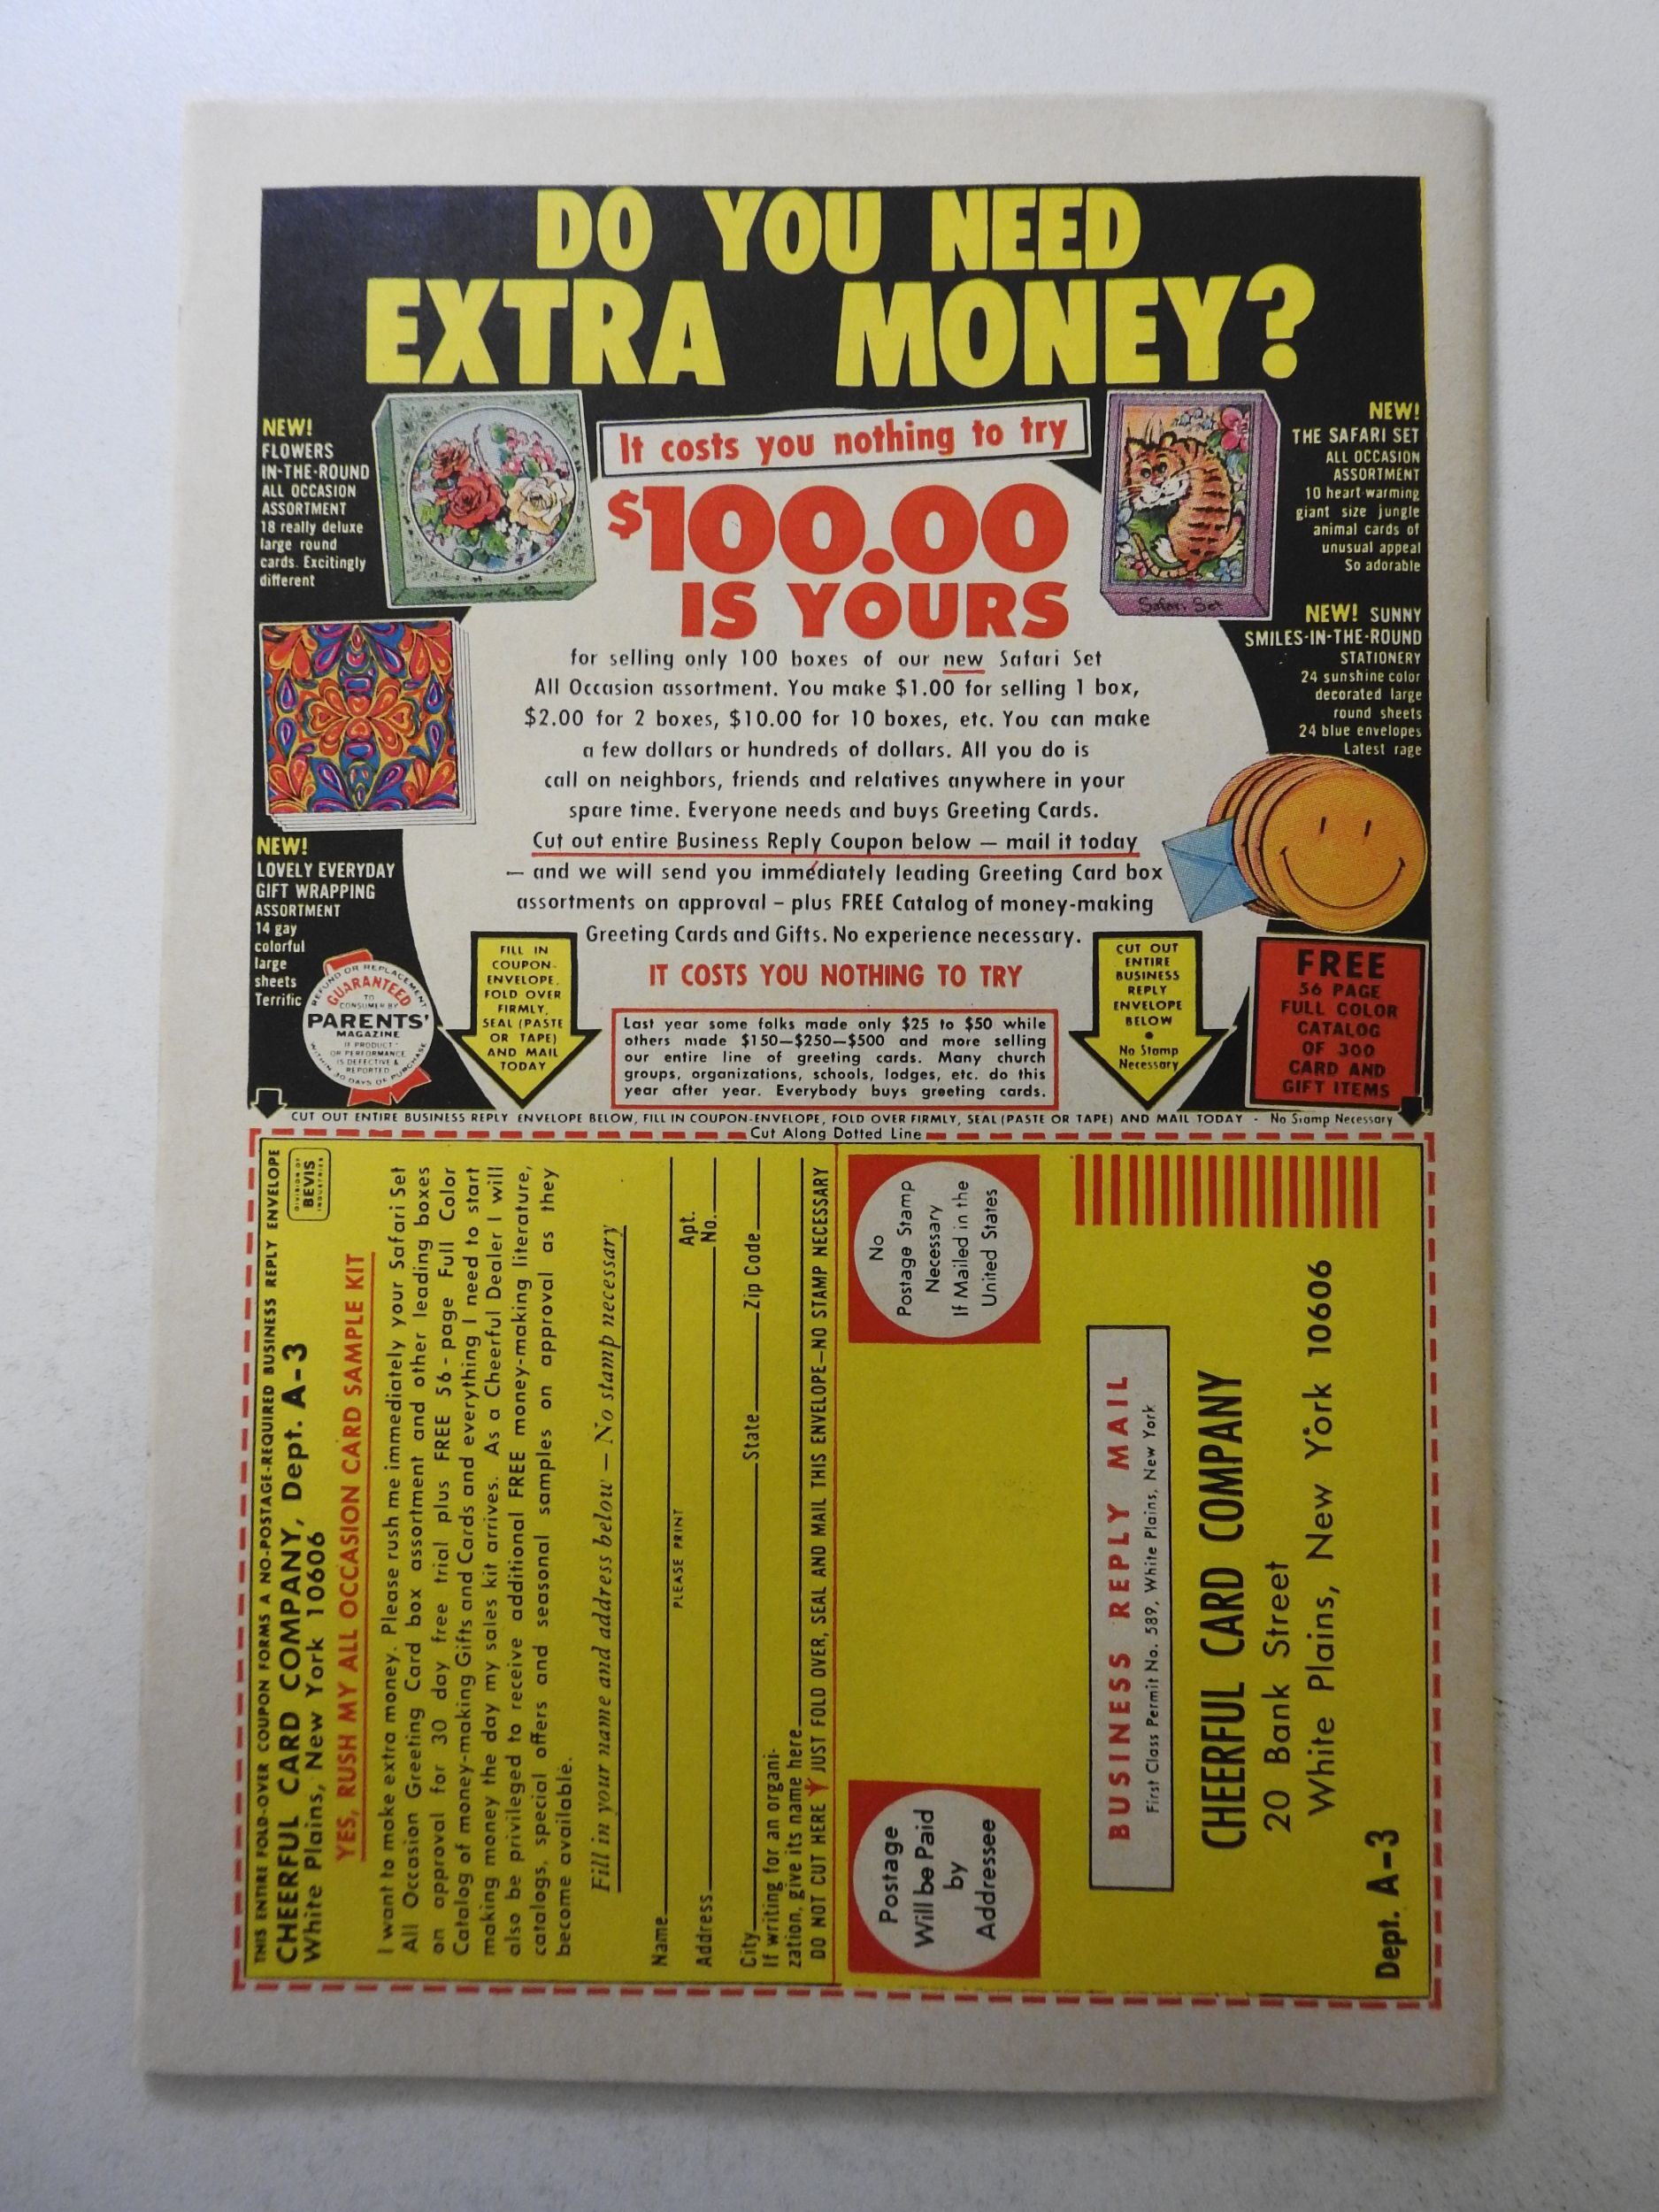 DO YOU NEED
EXTRA MONEY?
NEW!
FLOWERS
IN-THE-ROUND
ALL OCCASION
ASSORTMENT
18 really deluxe
large round
cards. Excitingly
different
Flowers in the Round
It costs you nothing to try
$100.00
IS YOURS
Safari Set
NEW!
THE SAFARI SET
ALL OCCASION
ASSORTMENT
10 heart warming
giant size jungle
animal cards of
unusual appeal
So adorable
NEW! SUNNY
SMILES-IN-THE-ROUND
STATIONERY
24 sunshine color
decorated large
round sheets
24 blue envelopes
Latest rage
for selling only 100 boxes of our new Safari Set
All Occasion assortment. You make $1.00 for selling 1 box,
$2.00 for 2 boxes, $10.00 for 10 boxes, etc. You can make
a few dollars or hundreds of dollars. All you do is
call on neighbors, friends and relatives anywhere in your
spare time. Everyone needs and buys Greeting Cards.
Cut out entire Business Reply Coupon below — mail it today
— and we will send you immediately leading Greeting Card box
assortments on approval – plus FREE Catalog of money-making
Greeting Cards and Gifts. No experience necessary.
IT COSTS YOU NOTHING TO TRY
NEW!
LOVELY EVERYDAY
GIFT WRAPPING
ASSORTMENT
14 gay
colorful
large
sheets
Terrific
REFUND OR REPLACEMENT
GUARANTEED
TO
CONSUMER BY
PARENTS'
MAGAZINE
IF PRODUCT
OR PERFORMANCE
IS DEFECTIVE &
REPORTED
WITHIN 30 DAYS OF PURCHASE
FILL IN
COUPON-
ENVELOPE,
FOLD OVER
FIRMLY,
SEAL (PASTE
OR TAPE)
AND MAIL
TODAY
Last year some folks made only $25 to $50 while
others made $150—$250—$500 and more selling
our entire line of greeting cards. Many church
groups, organizations, schools, lodges, etc. do this
year after year. Everybody buys greeting cards.
CUT OUT
ENTIRE
BUSINESS
REPLY
ENVELOPE
BELOW
•
No Stamp
Necessary
FREE
56 PAGE
FULL COLOR
CATALOG
OF 300
CARD AND
GIFT ITEMS
CUT OUT ENTIRE BUSINESS REPLY ENVELOPE BELOW, FILL IN COUPON-ENVELOPE, FOLD OVER FIRMLY, SEAL (PASTE OR TAPE) AND MAIL TODAY - No Stamp Necessary
Cut Along Dotted Line
THIS ENTIRE FOLD-OVER COUPON FORMS A NO-POSTAGE-REQUIRED BUSINESS REPLY ENVELOPE
CHEERFUL CARD COMPANY, Dept. A-3
White Plains, New York 10606
DIVISION OF
BEVIS
INDUSTRIES
YES, RUSH MY ALL OCCASION CARD SAMPLE KIT
I want to make extra money. Please rush me immediately your Safari Set
All Occasion Greeting Card box assortment and other leading boxes
on approval for 30 day free trial plus FREE 56-page Full Color
Catalog of money-making Gifts and Cards and everything I need to start
making money the day my sales kit arrives. As a Cheerful Dealer I will
also be privileged to receive additional FREE money-making literature,
catalogs, special offers and seasonal samples on approval as they
become available.
Fill in your name and address below — No stamp necessary
Name
PLEASE PRINT
Address Apt. No.
City State Zip Code
If writing for an organi-
zation, give its name here
DO NOT CUT HERE JUST FOLD OVER, SEAL AND MAIL THIS ENVELOPE—NO STAMP NECESSARY
Postage
Will be Paid
by
Addressee
No
Postage Stamp
Necessary
If Mailed in the
United States
BUSINESS REPLY MAIL
First Class Permit No. 589, White Plains, New York
CHEERFUL CARD COMPANY
20 Bank Street
White Plains, New York 10606
Dept. A-3